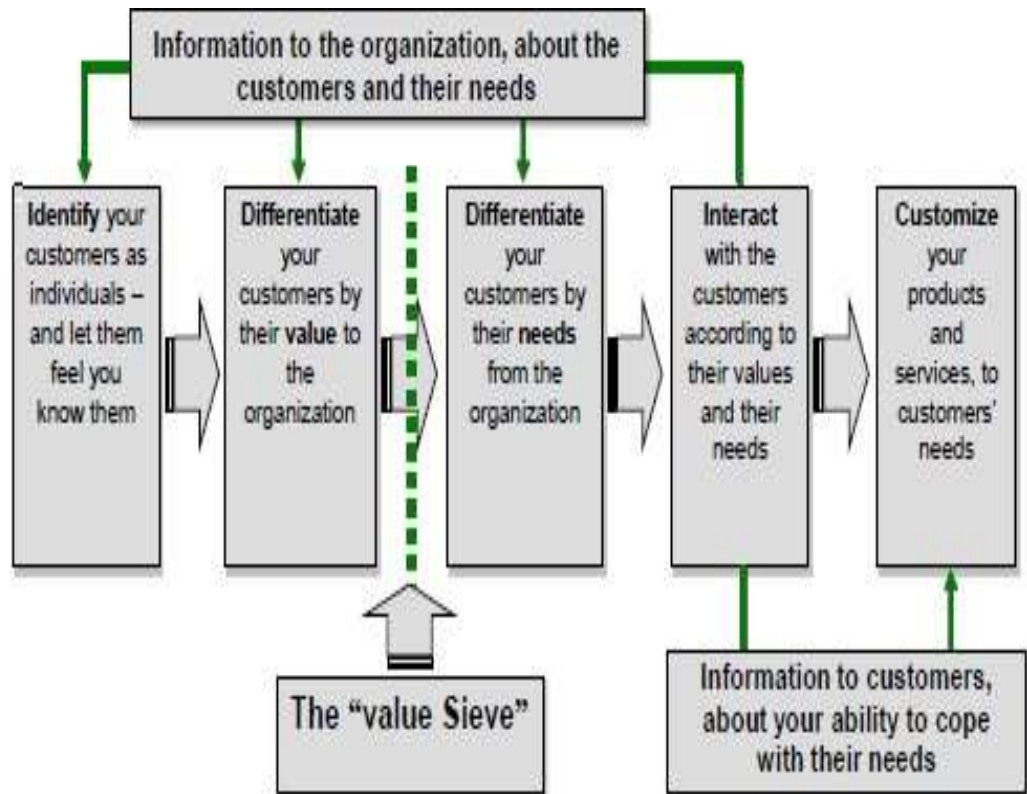 Information to the organization, about the
customers and their needs
Identify your
customers as
individuals –
and let them
feel you
know them
Differentiate
your
customers by
their value to
the
organization
Differentiate
your
customers by
their needs
from the
organization
Interact
with the
customers
according to
their values
and their
needs
Customize
your
products
and
services, to
customers'
needs
The “value Sieve”
Information to customers,
about your ability to cope
with their needs